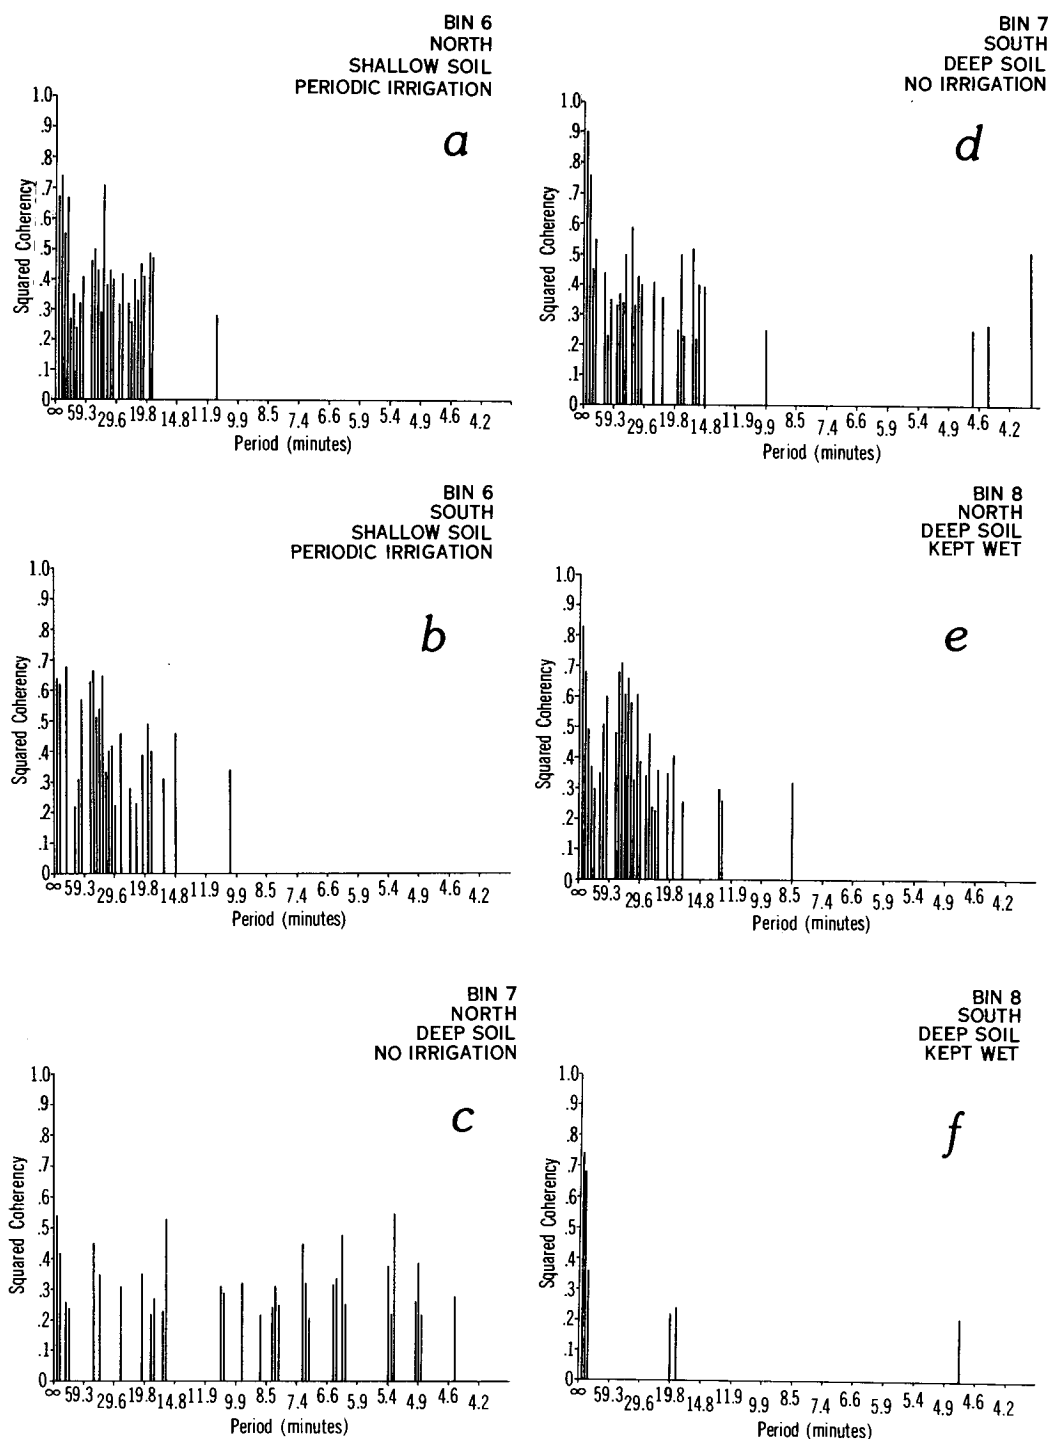 BIN 6
NORTH
SHALLOW SOIL
PERIODIC IRRIGATION
a
1.0
.9
.8
.7
.6
.5
.4
.3
.2
.1
0
Squared Coherency
∞ 59.3 29.6 19.8 14.8 11.9 9.9 8.5 7.4 6.6 5.9 5.4 4.9 4.6 4.2
Period (minutes)
BIN 7
SOUTH
DEEP SOIL
NO IRRIGATION
d
1.0
.9
.8
.7
.6
.5
.4
.3
.2
.1
0
Squared Coherency
∞ 59.3 29.6 19.8 14.8 11.9 9.9 8.5 7.4 6.6 5.9 5.4 4.9 4.6 4.2
Period (minutes)
BIN 6
SOUTH
SHALLOW SOIL
PERIODIC IRRIGATION
b
1.0
.9
.8
.7
.6
.5
.4
.3
.2
.1
0
Squared Coherency
∞ 59.3 29.6 19.8 14.8 11.9 9.9 8.5 7.4 6.6 5.9 5.4 4.9 4.6 4.2
Period (minutes)
BIN 8
NORTH
DEEP SOIL
KEPT WET
e
1.0
.9
.8
.7
.6
.5
.4
.3
.2
.1
0
Squared Coherency
∞ 59.3 29.6 19.8 14.8 11.9 9.9 8.5 7.4 6.6 5.9 5.4 4.9 4.6 4.2
Period (minutes)
BIN 7
NORTH
DEEP SOIL
NO IRRIGATION
c
1.0
.9
.8
.7
.6
.5
.4
.3
.2
.1
0
Squared Coherency
∞ 59.3 29.6 19.8 14.8 11.9 9.9 8.5 7.4 6.6 5.9 5.4 4.9 4.6 4.2
Period (minutes)
BIN 8
SOUTH
DEEP SOIL
KEPT WET
f
1.0
.9
.8
.7
.6
.5
.4
.3
.2
.1
0
Squared Coherency
∞ 59.3 29.6 19.8 14.8 11.9 9.9 8.5 7.4 6.6 5.9 5.4 4.9 4.6 4.2
Period (minutes)